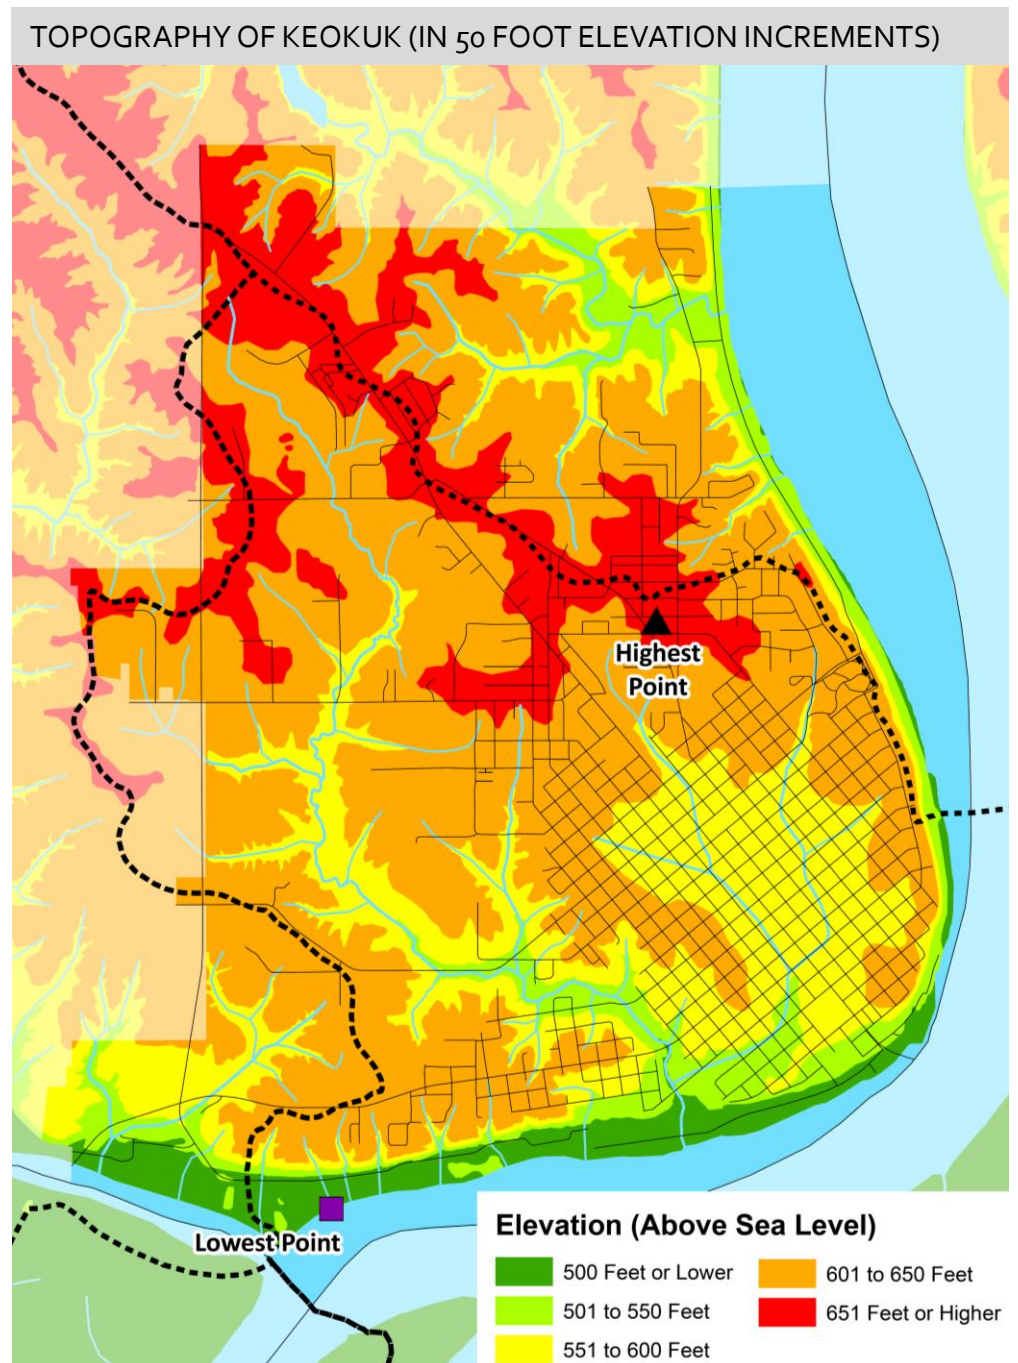 TOPOGRAPHY OF KEOKUK (IN 50 FOOT ELEVATION INCREMENTS)
Highest
Point
Lowest Point
Elevation (Above Sea Level)
500 Feet or Lower
501 to 550 Feet
551 to 600 Feet
601 to 650 Feet
651 Feet or Higher